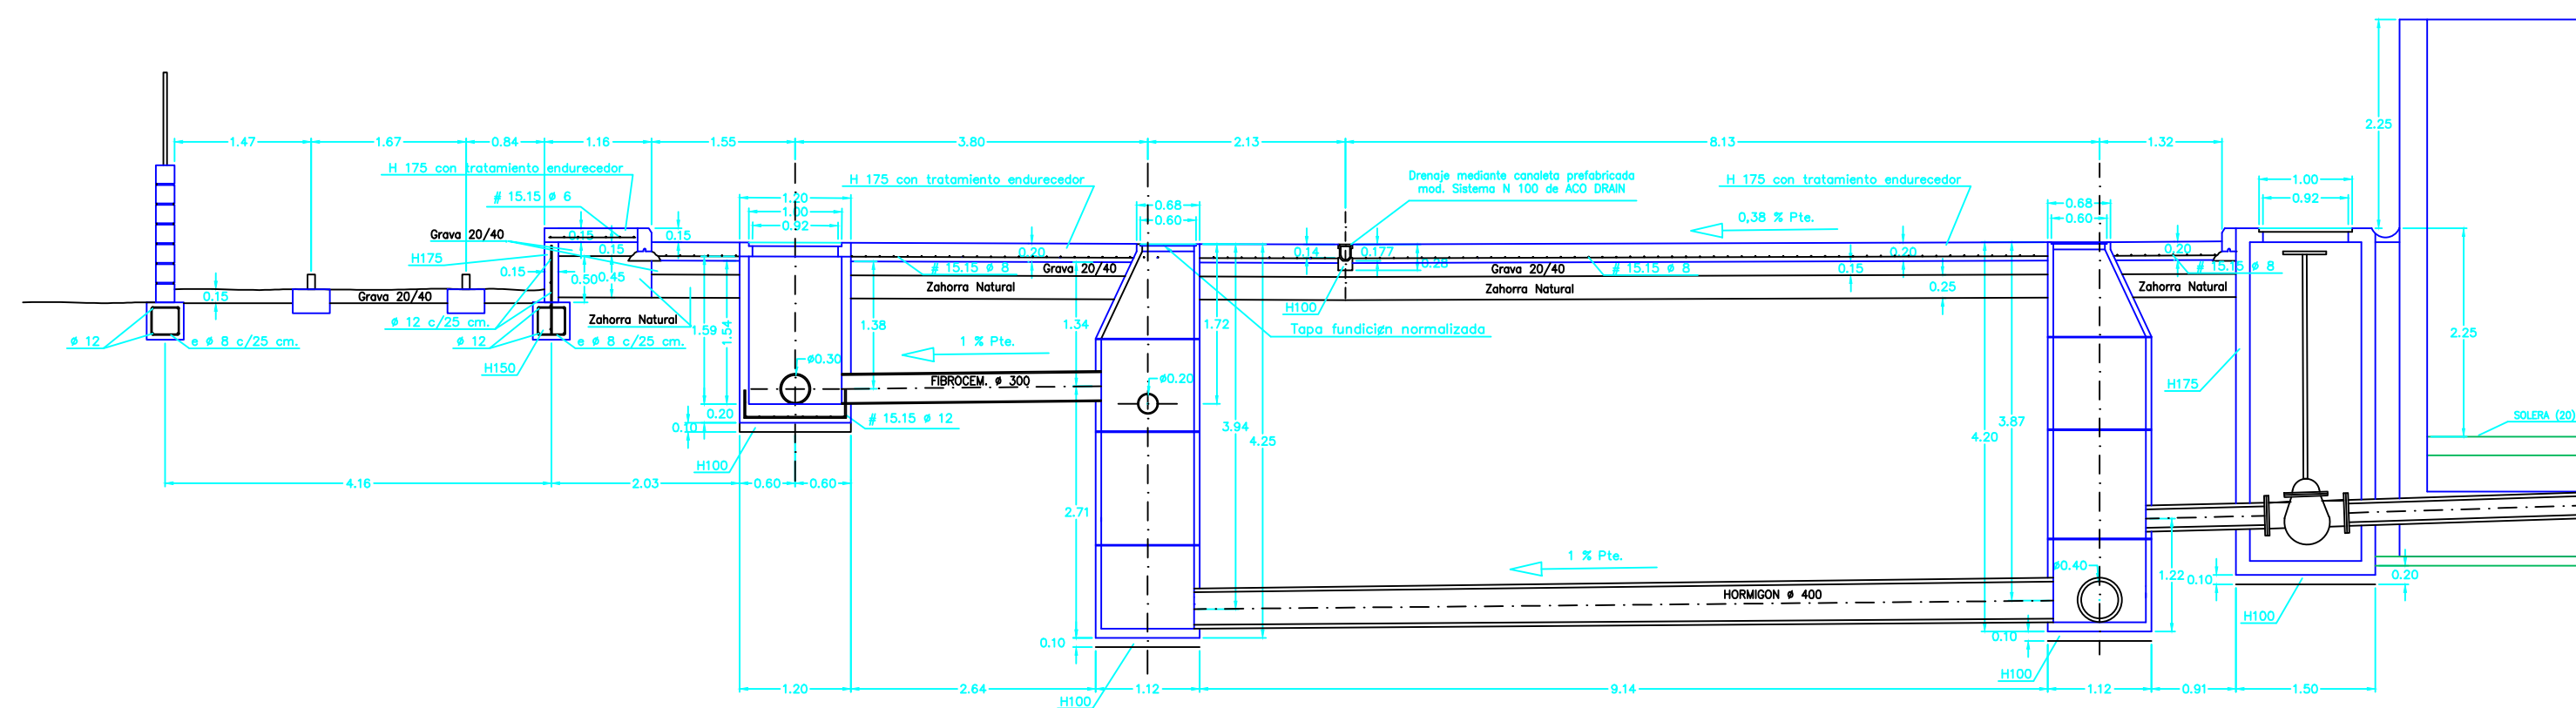 2.25
1.47
1.67
0.84
1.16
1.55
3.80
2.13
8.13
1.32
H 175 con tratamiento endurecedor
H 175 con tratamiento endurecedor
Drenaje mediante canaleta prefabricada
mod. Sistema N 100 de ACO DRAIN
H 175 con tratamiento endurecedor
1.00
0.92
# 15.15 ø 6
1.20
1.00
0.92
0.68
0.60
0.68
0.60
0,38 % Pte.
Grava 20/40
0.15
0.15
0.15
H175
0.15
0.50
0.45
0.20
# 15.15 ø 8
Grava 20/40
Zahorra Natural
0.14
0.177
0.28
Grava 20/40
# 15.15 ø 8
Zahorra Natural
0.15
0.20
0.25
0.20
# 15.15 ø 8
Zahorra Natural
0.15
Grava 20/40
H100
Tapa fundición normalizada
ø 12 c/25 cm.
Zahorra Natural
1.59
1.54
1.38
1.34
1.72
2.25
ø 12
e ø 8 c/25 cm.
ø 12
e ø 8 c/25 cm.
1 % Pte.
H150
ø0.30
FIBROCEM. ø 300
ø0.20
H175
0.20
0.10
# 15.15 ø 12
3.94
4.25
3.87
4.20
SOLERA (20)
H100
4.16
2.03
0.60
0.60
2.71
1 % Pte.
ø0.40
1.22
0.10
0.20
HORMIGON ø 400
H100
0.10
0.10
H100
1.20
2.64
1.12
9.14
1.12
0.91
1.50
H100